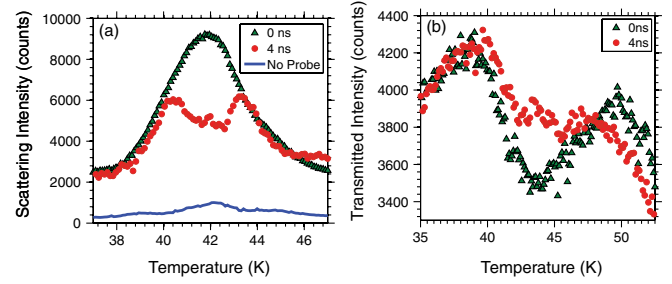 (a)
0 ns
4 ns
No Probe
10000
8000
6000
4000
2000
0
38
40
42
44
46
Scattering Intensity (counts)
Temperature (K)
(b)
0ns
4ns
4400
4200
4000
3800
3600
3400
35
40
45
50
Transmitted Intensity (counts)
Temperature (K)